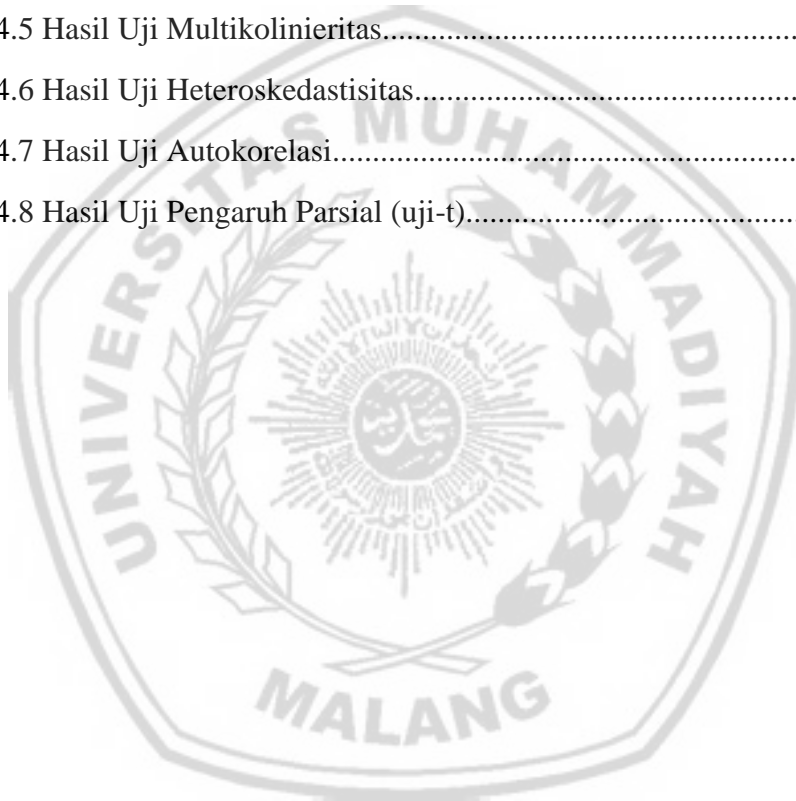 4.5 Hasil Uji Multikolinieritas....................................................
4.6 Hasil Uji Heteroskedastisitas................................................
4.7 Hasil Uji Autokorelasi..........................................................
4.8 Hasil Uji Pengaruh Parsial (uji-t).........................................
UNIVERSITAS MUHAMMADIYAH
MALANG